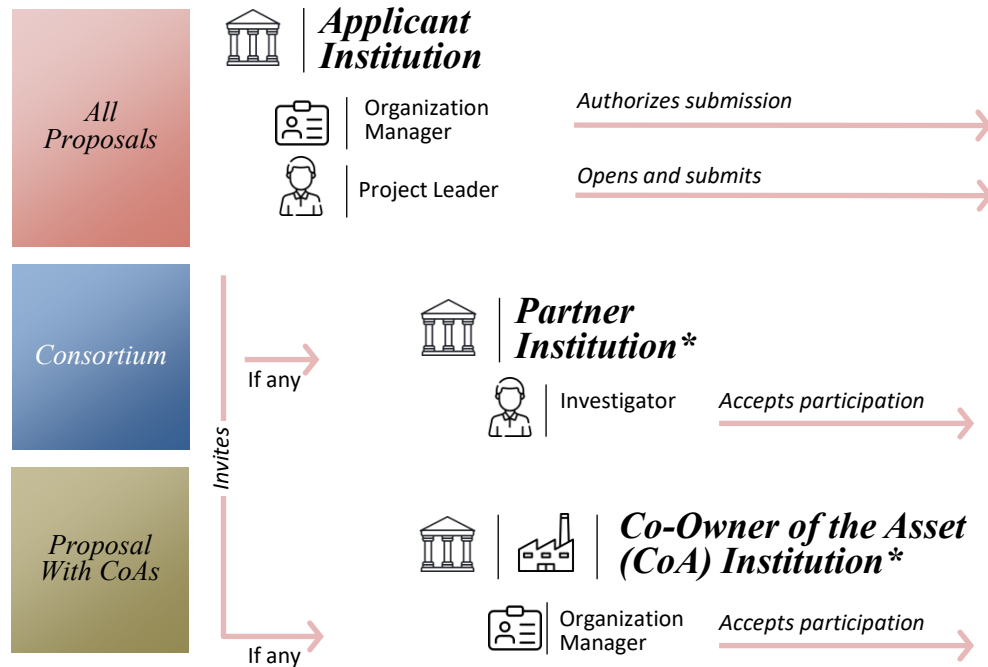 All
Proposals
Applicant
Institution
Organization
Manager
Authorizes submission
Project Leader
Opens and submits
Consortium
Invites
If any
Partner
Institution*
Investigator
Accepts participation
Proposal
With CoAs
Co-Owner of the Asset
(CoA) Institution*
Organization
Manager
Accepts participation
If any